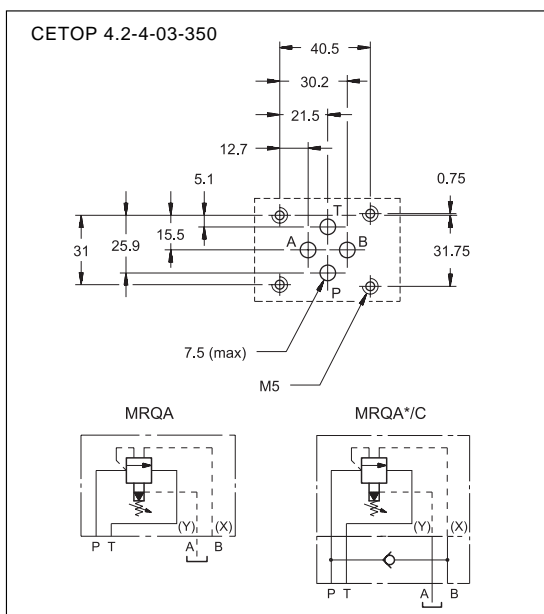 CETOP 4.2-4-03-350
40.5
30.2
21.5
12.7
5.1
0.75
T
15.5
A
B
31
25.9
31.75
P
7.5 (max)
M5
MRQA
MRQA*/C
(Y)
(X)
P T A B
(Y)
(X)
P T A B